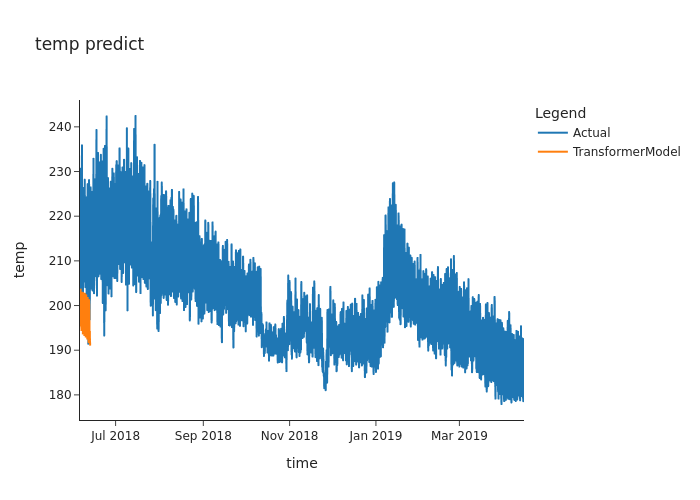 temp predict
Legend
Actual
TransformerModel
240
230
220
210
200
190
180
temp
Jul 2018
Sep 2018
Nov 2018
Jan 2019
Mar 2019
time